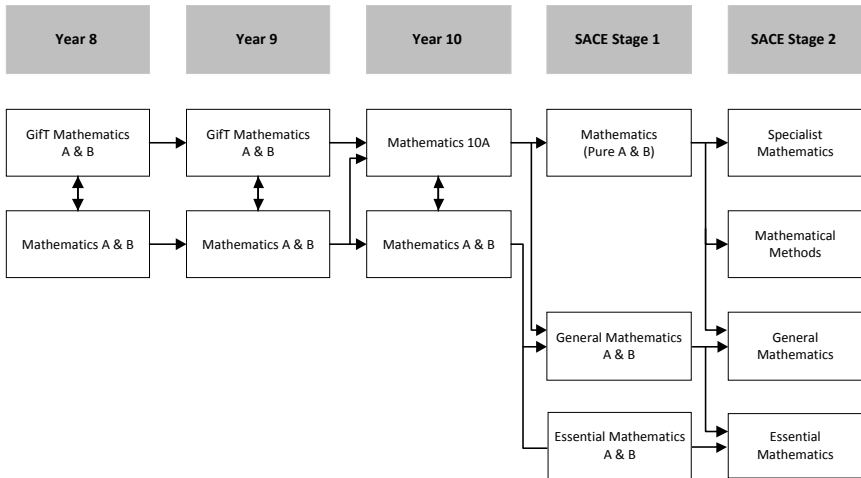 Year 8
Year 9
Year 10
SACE Stage 1
SACE Stage 2
GifT Mathematics
A & B
GifT Mathematics
A & B
Mathematics 10A
Mathematics
(Pure A & B)
Specialist
Mathematics
Mathematics A & B
Mathematics A & B
Mathematics A & B
Mathematical
Methods
General Mathematics
A & B
General
Mathematics
Essential Mathematics
A & B
Essential
Mathematics